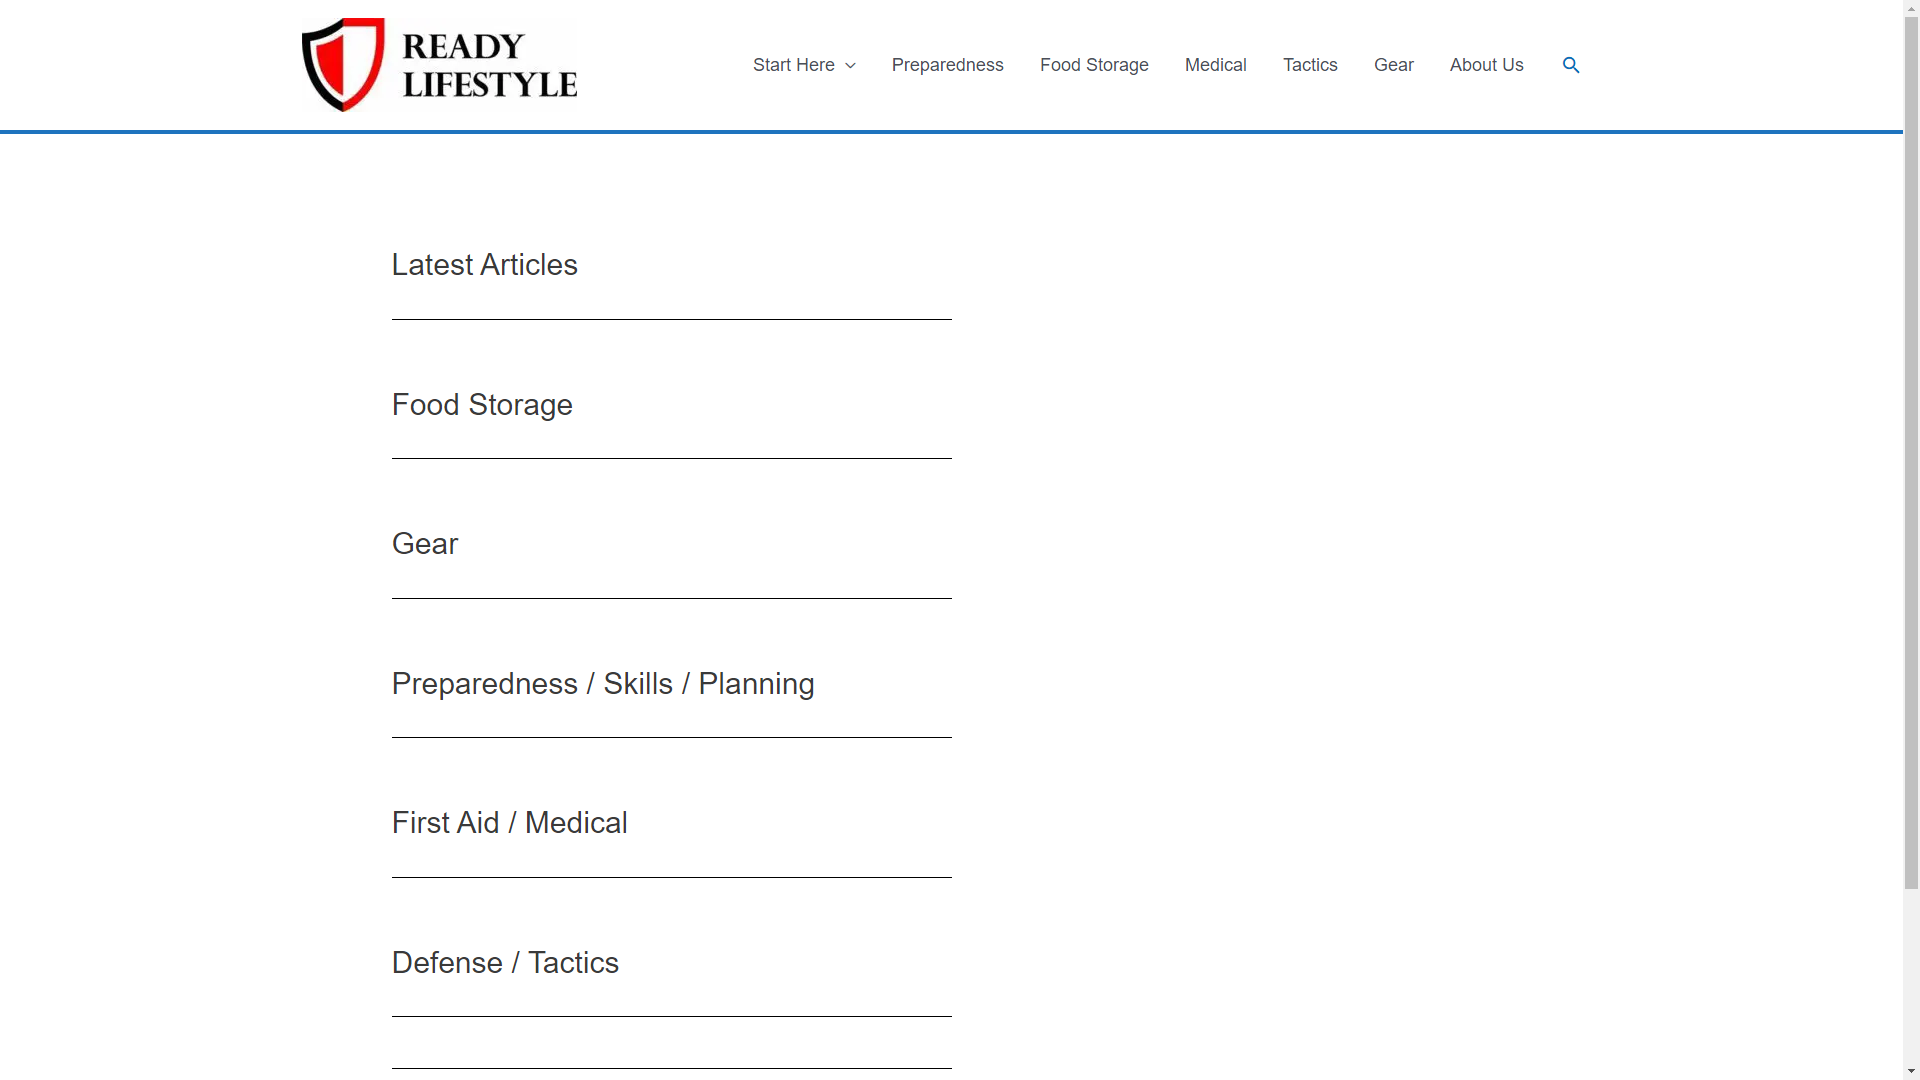 READY
LIFESTYLE
Start Here
Preparedness
Food Storage
Medical
Tactics
Gear
About Us
Latest Articles
Food Storage
Gear
Preparedness / Skills / Planning
First Aid / Medical
Defense / Tactics